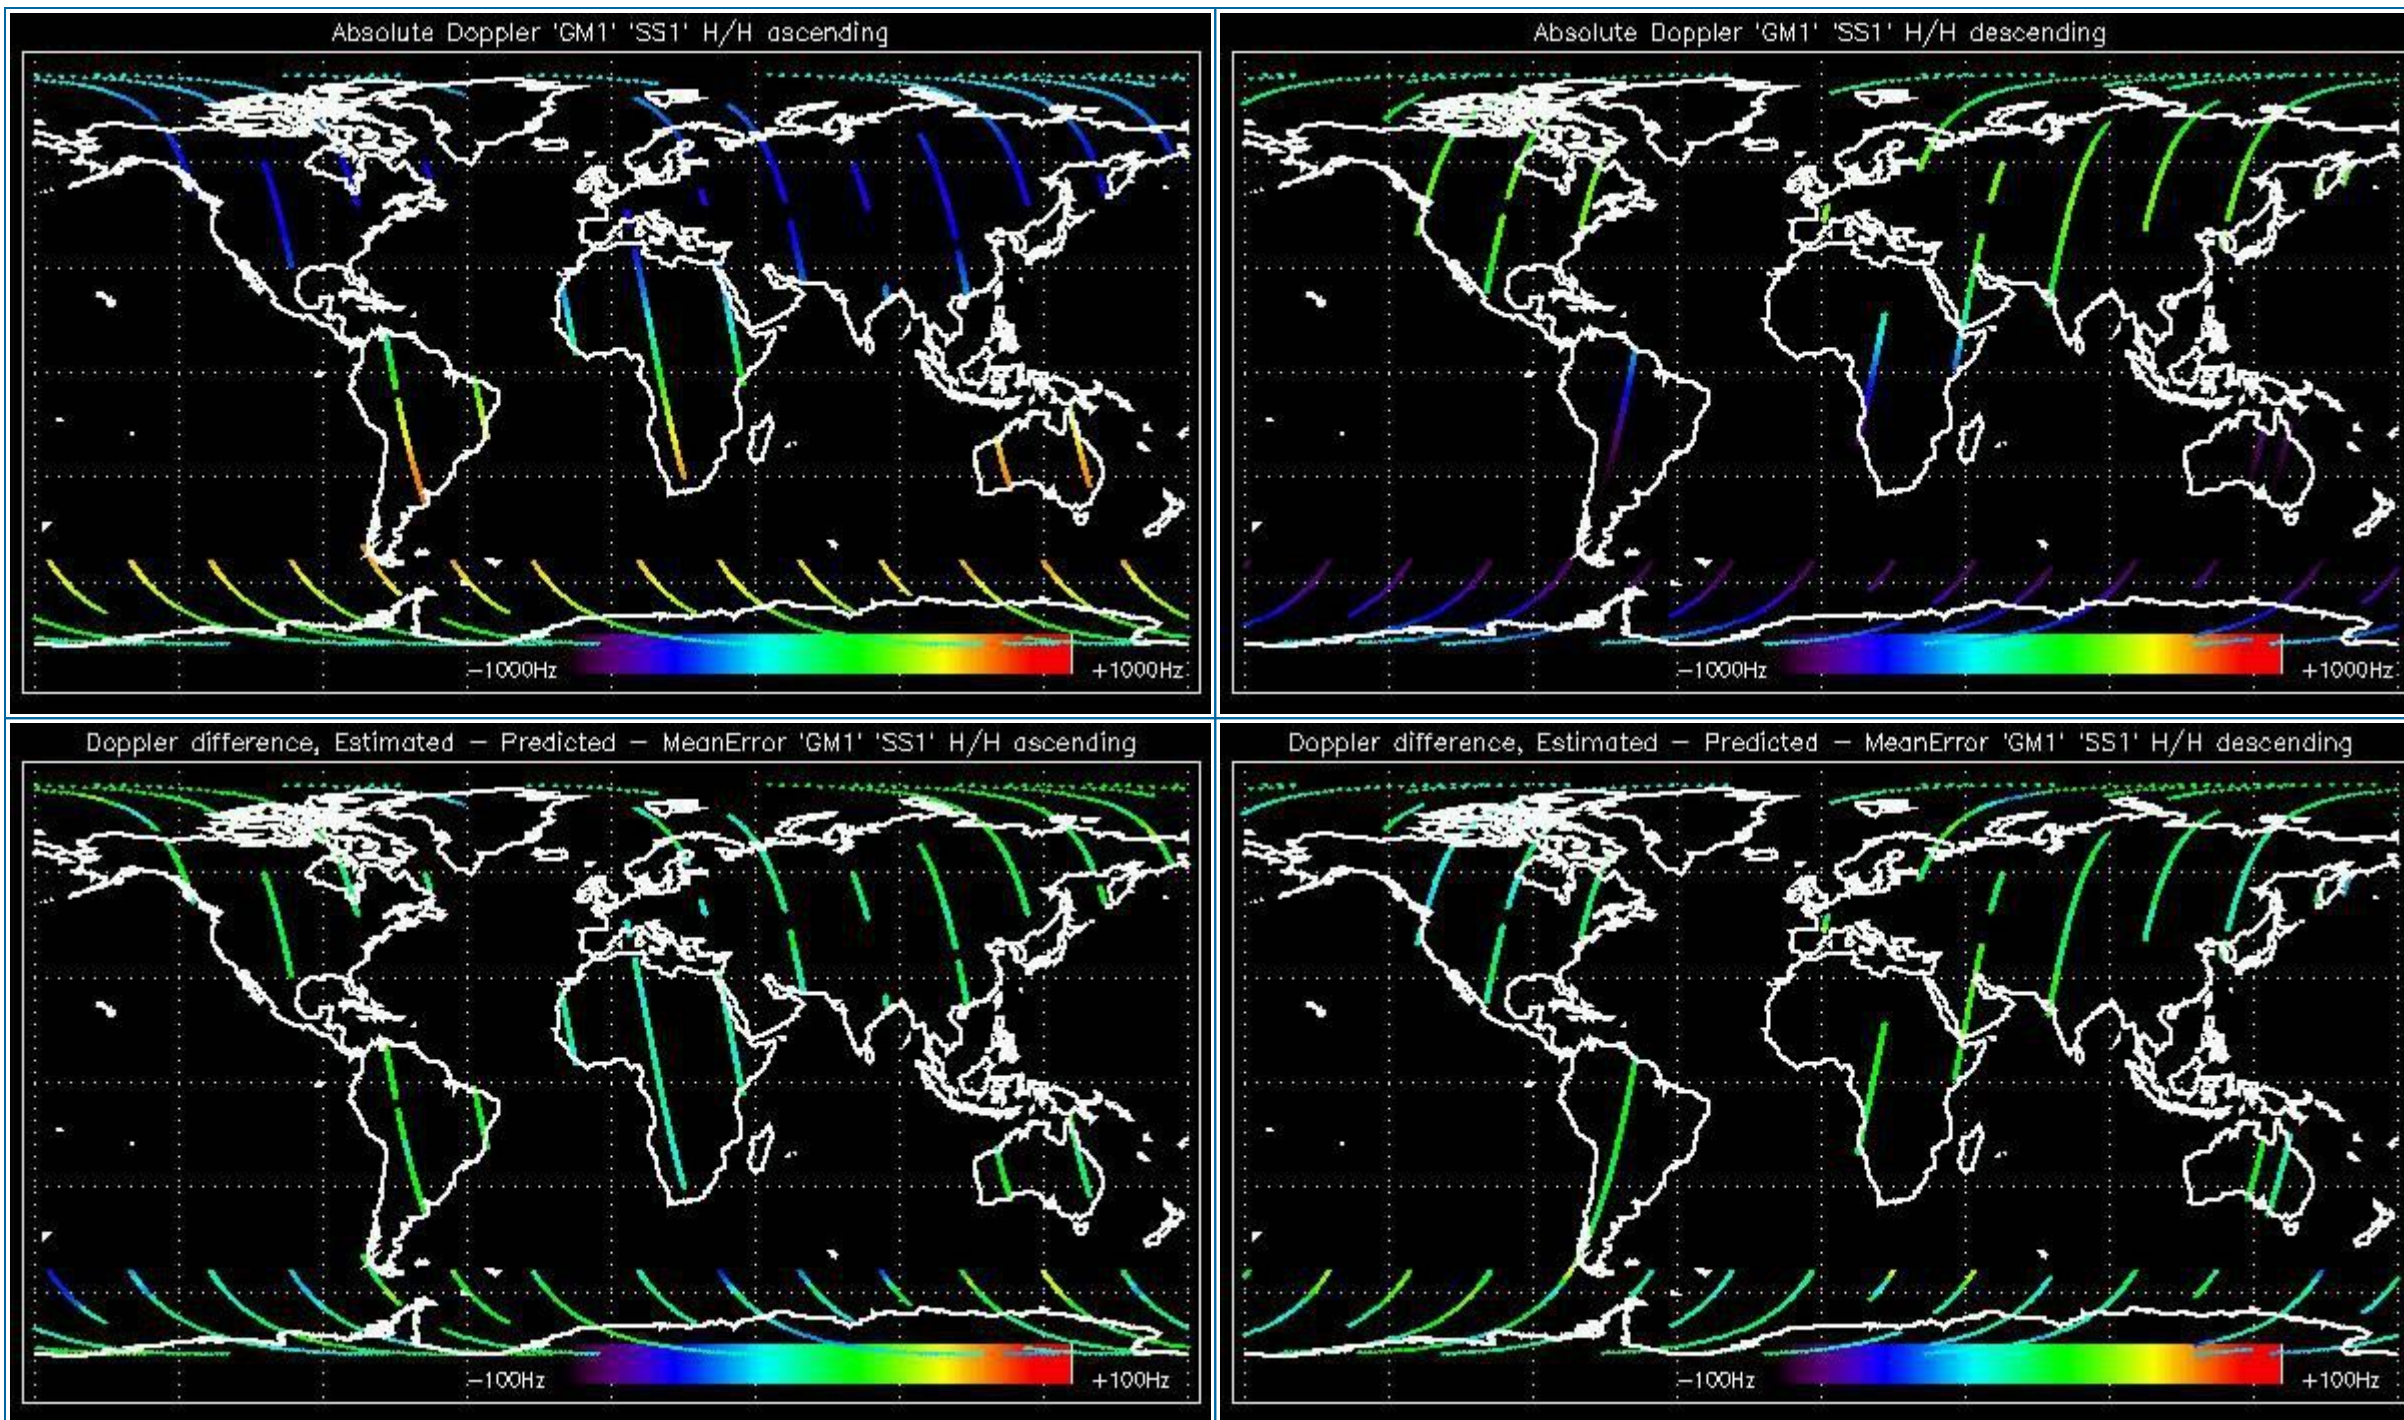 Absolute Doppler 'GM1' 'SS1' H/H ascending
-1000Hz
+1000Hz
Absolute Doppler 'GM1' 'SS1' H/H descending
-1000Hz
+1000Hz
Doppler difference, Estimated - Predicted - MeanError 'GM1' 'SS1' H/H ascending
-100Hz
+100Hz
Doppler difference, Estimated - Predicted - MeanError 'GM1' 'SS1' H/H descending
-100Hz
+100Hz